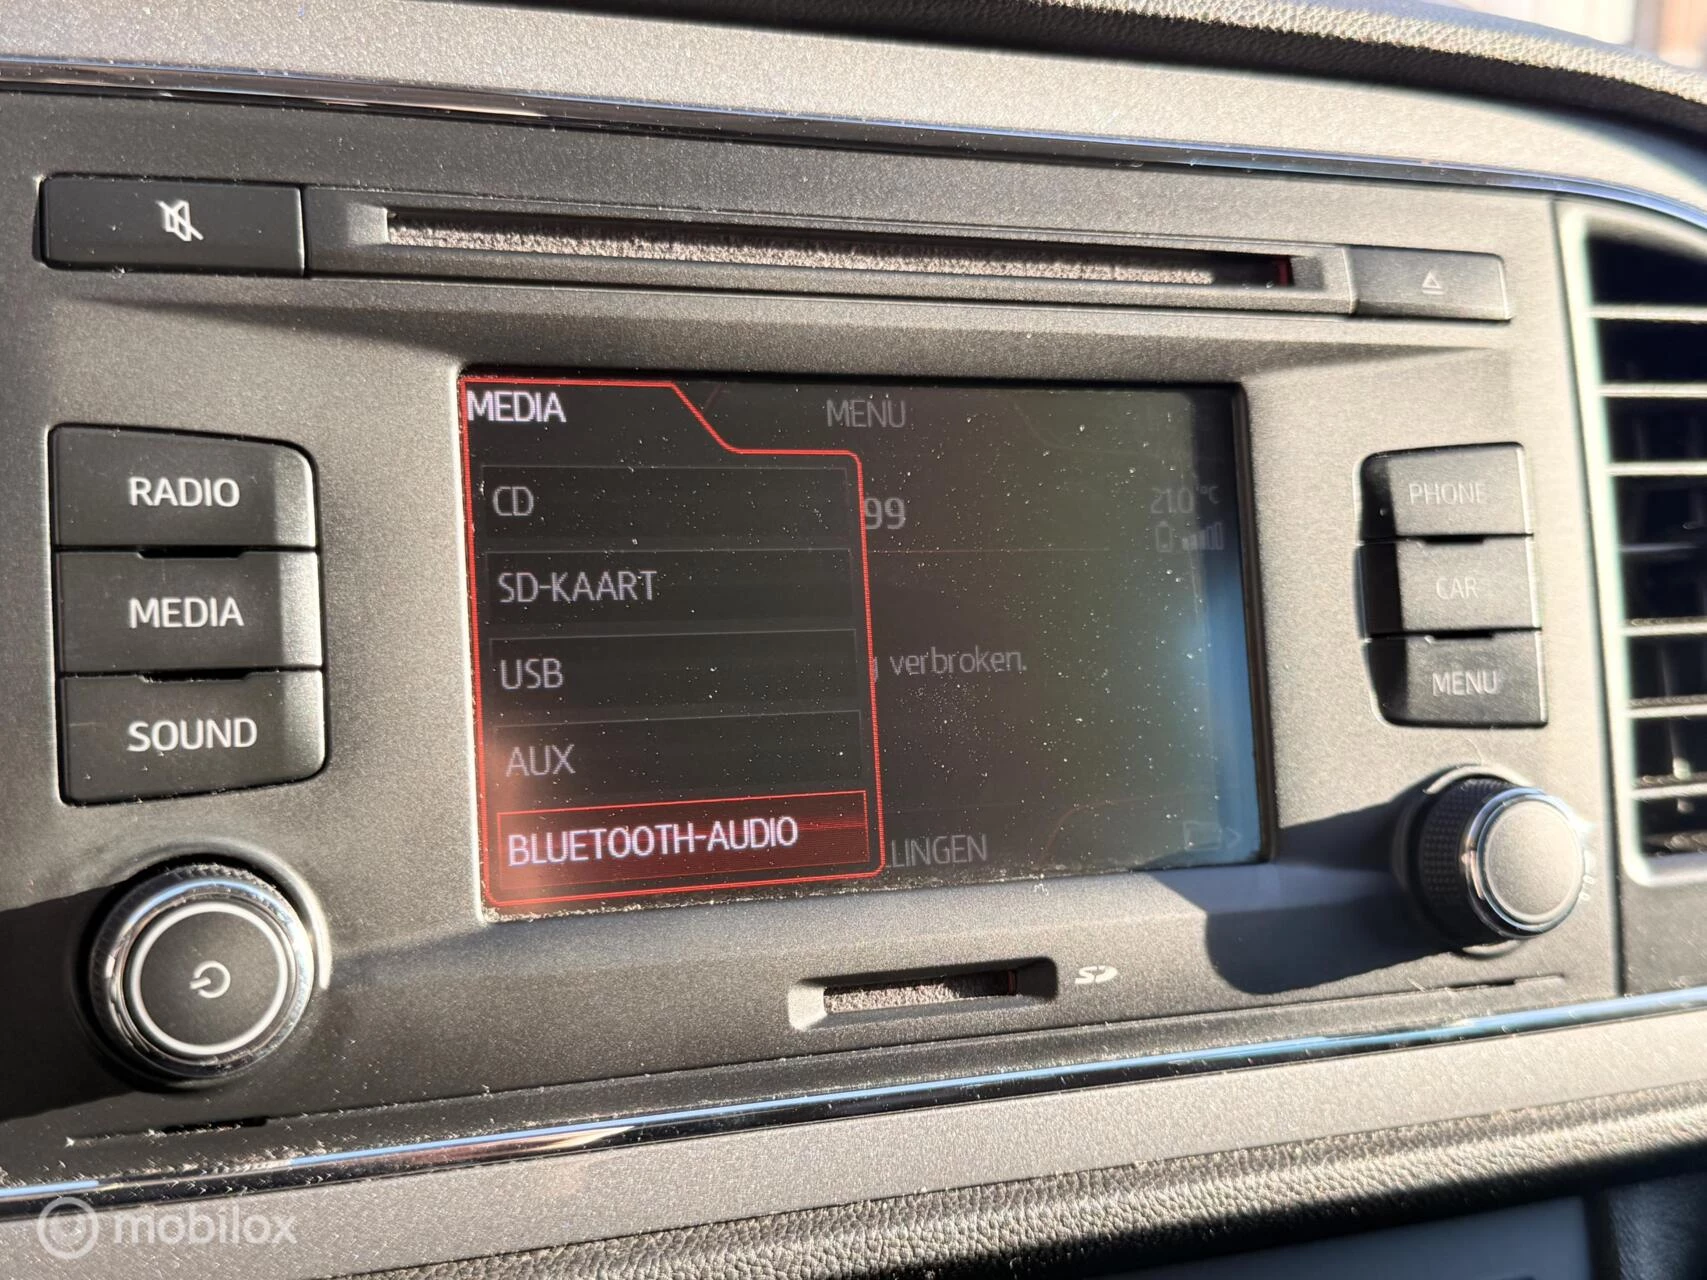 MEDIA
MENU
CD
99
21.0 °C
SD-KAART
USB
verbroken.
AUX
BLUETOOTH-AUDIO
LLINGEN
RADIO
MEDIA
SOUND
PHONE
CAR
MENU
SD
mobilox